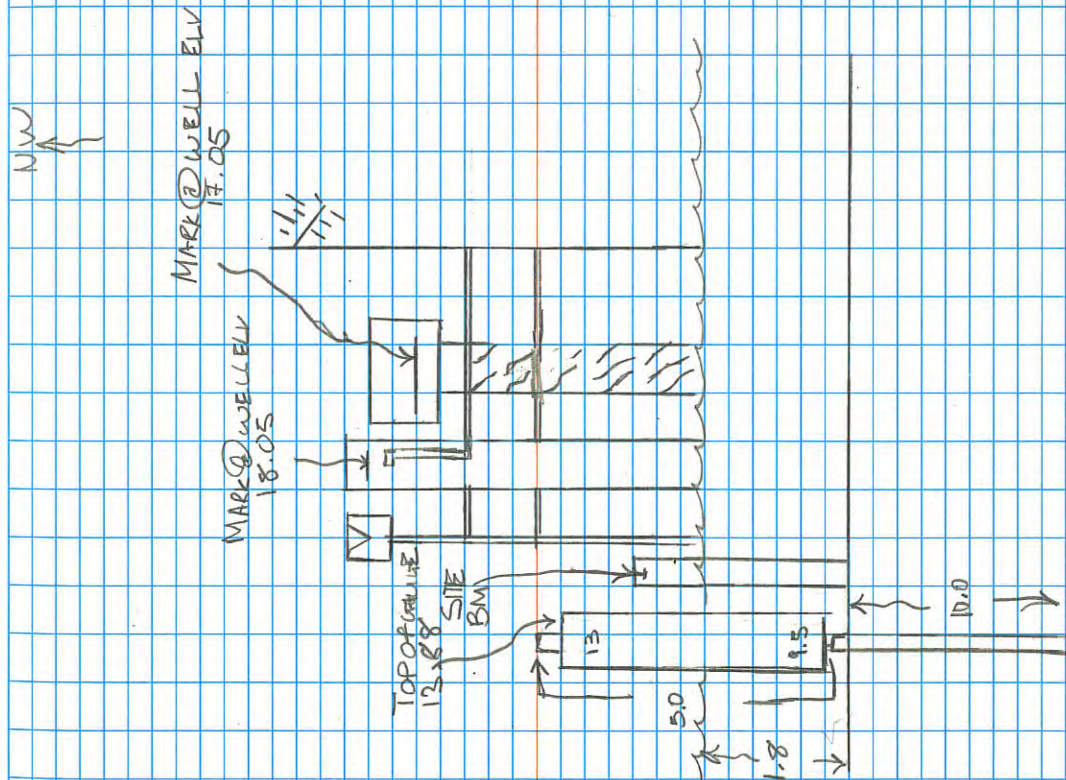 NW
MARK @ WELL ELV
17.05
MARK @ WELL ELV
18.05
TOP OF GAUGE
13.88
SITE
BM
13
9.5
5.0
1.8
10.0